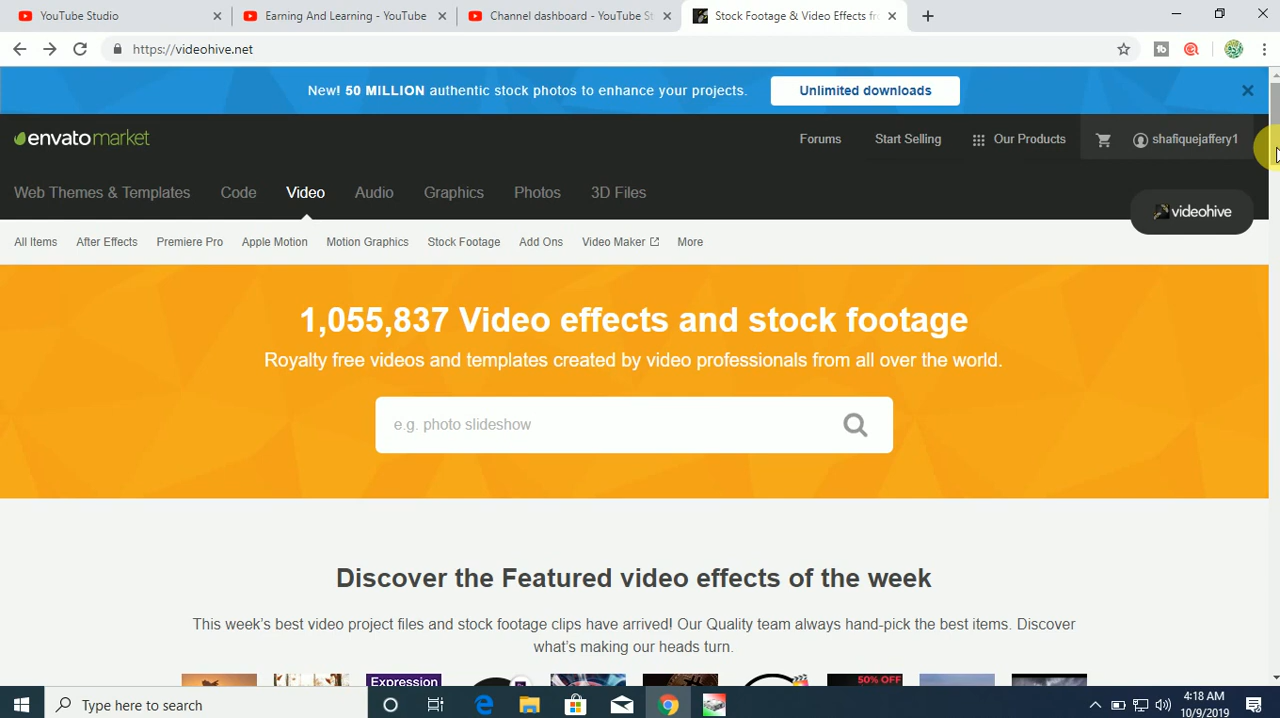 YouTube Studio
Earning And Learning - YouTube
Channel dashboard - YouTube St
Stock Footage & Video Effects fro
https://videohive.net
New! 50 MILLION authentic stock photos to enhance your projects.
Unlimited downloads
envatomarket
Forums
Start Selling
Our Products
shafiquejaffery1
Web Themes & Templates
Code
Video
Audio
Graphics
Photos
3D Files
videohive
All Items
After Effects
Premiere Pro
Apple Motion
Motion Graphics
Stock Footage
Add Ons
Video Maker
More
1,055,837 Video effects and stock footage
Royalty free videos and templates created by video professionals from all over the world.
e.g. photo slideshow
Discover the Featured video effects of the week
This week's best video project files and stock footage clips have arrived! Our Quality team always hand-pick the best items. Discover
what's making our heads turn.
Expression
50% OFF
Type here to search
4:18 AM
10/9/2019